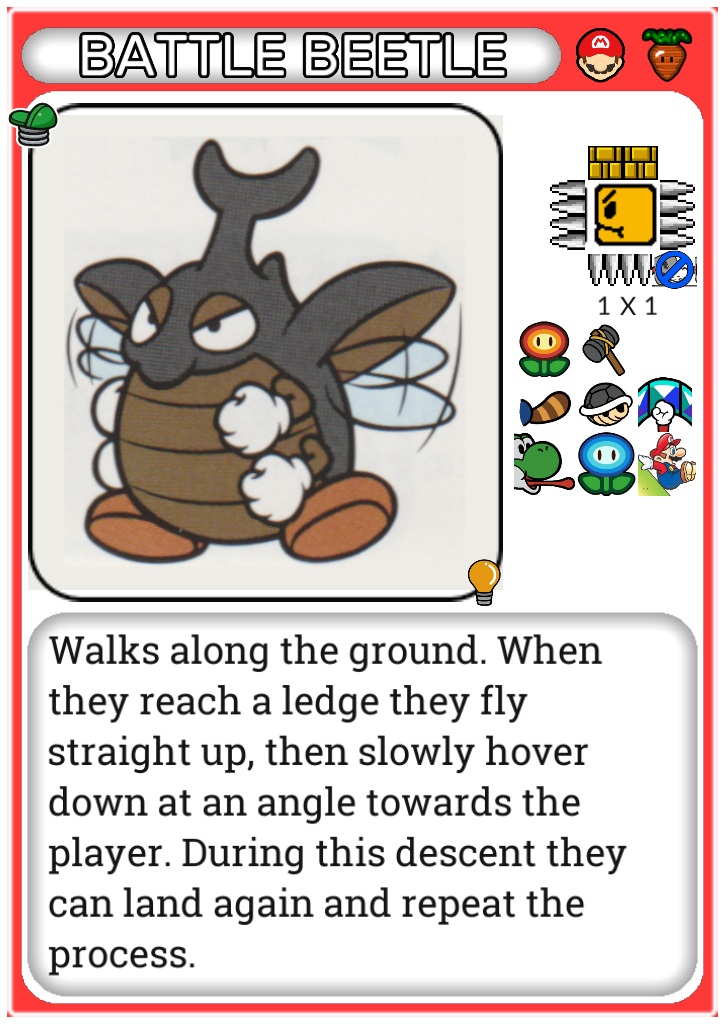 BATTLE BEETLE
M
1 X 1
Walks along the ground. When
they reach a ledge they fly
straight up, then slowly hover
down at an angle towards the
player. During this descent they
can land again and repeat the
process.